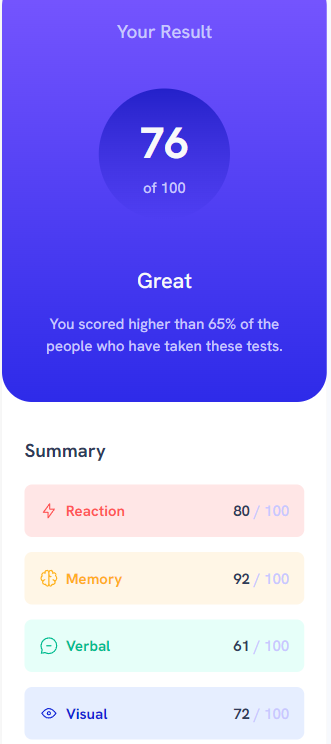 Your Result
76
of 100
Great
You scored higher than 65% of the
people who have taken these tests.
Summary
Reaction 80 / 100
Memory 92 / 100
Verbal 61 / 100
Visual 72 / 100